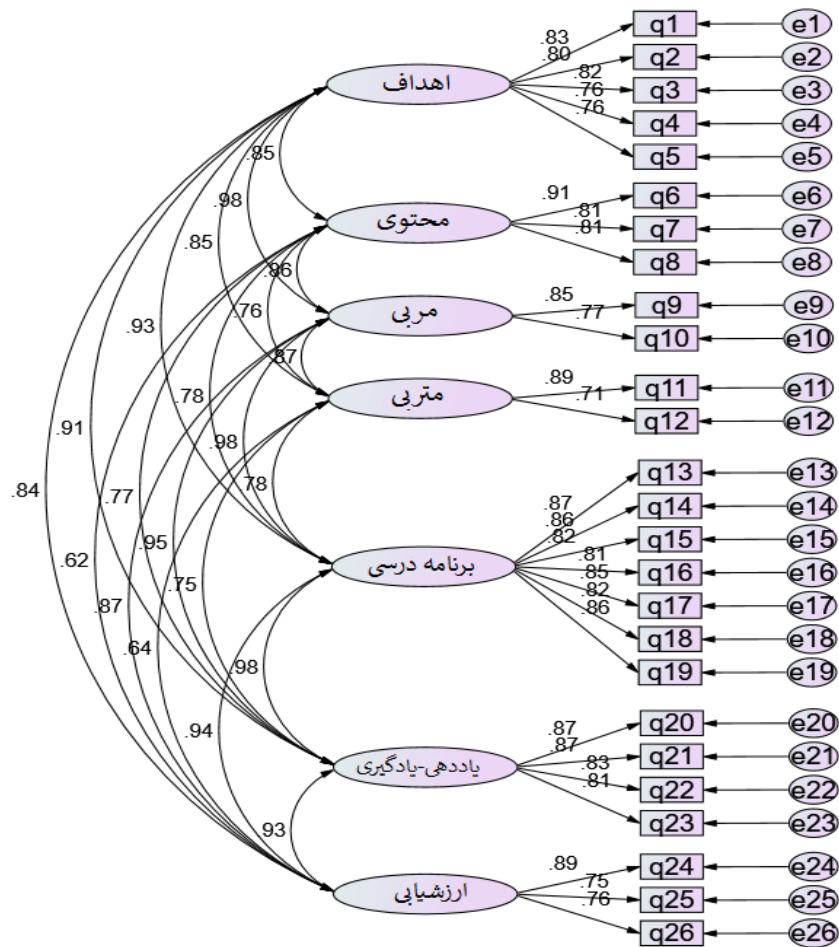 .83 q1 e1
.80 q2 e2
.82 q3 e3
.76 q4 e4
.76 q5 e5
اهداف
.85
.91 q6 e6
.81 q7 e7
.81 q8 e8
محتوی
.98
.85
.86
.85 q9 e9
.77 q10 e10
مربی
.93
.76
.87
.89 q11 e11
.71 q12 e12
متربی
.78
.91
.98
.84
.78
.77
.87 q13 e13
.86 q14 e14
.82 q15 e15
.81 q16 e16
.85 q17 e17
.82 q18 e18
.86 q19 e19
برنامه درسی
.95
.62
.75
.87
.64
.98
.94
.87 q20 e20
.87 q21 e21
.83 q22 e22
.81 q23 e23
یاددهی-یادگیری
.93
.89 q24 e24
.75 q25 e25
.76 q26 e26
ارزشیابی